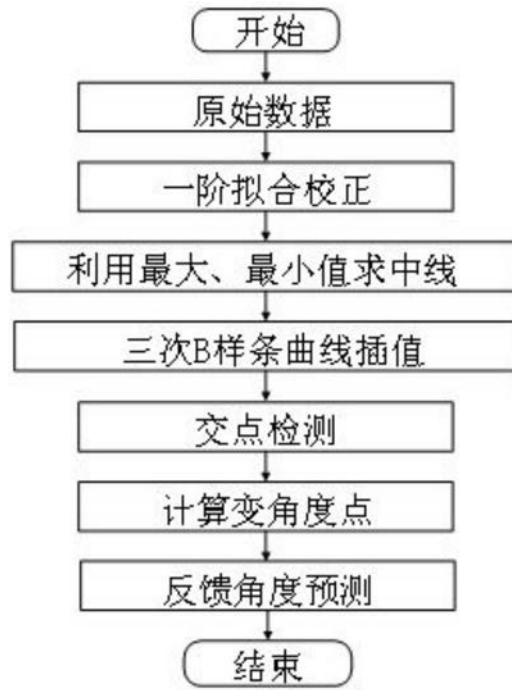 开始
原始数据
一阶拟合校正
利用最大、最小值求中线
三次B样条曲线插值
交点检测
计算变角度点
反馈角度预测
结束